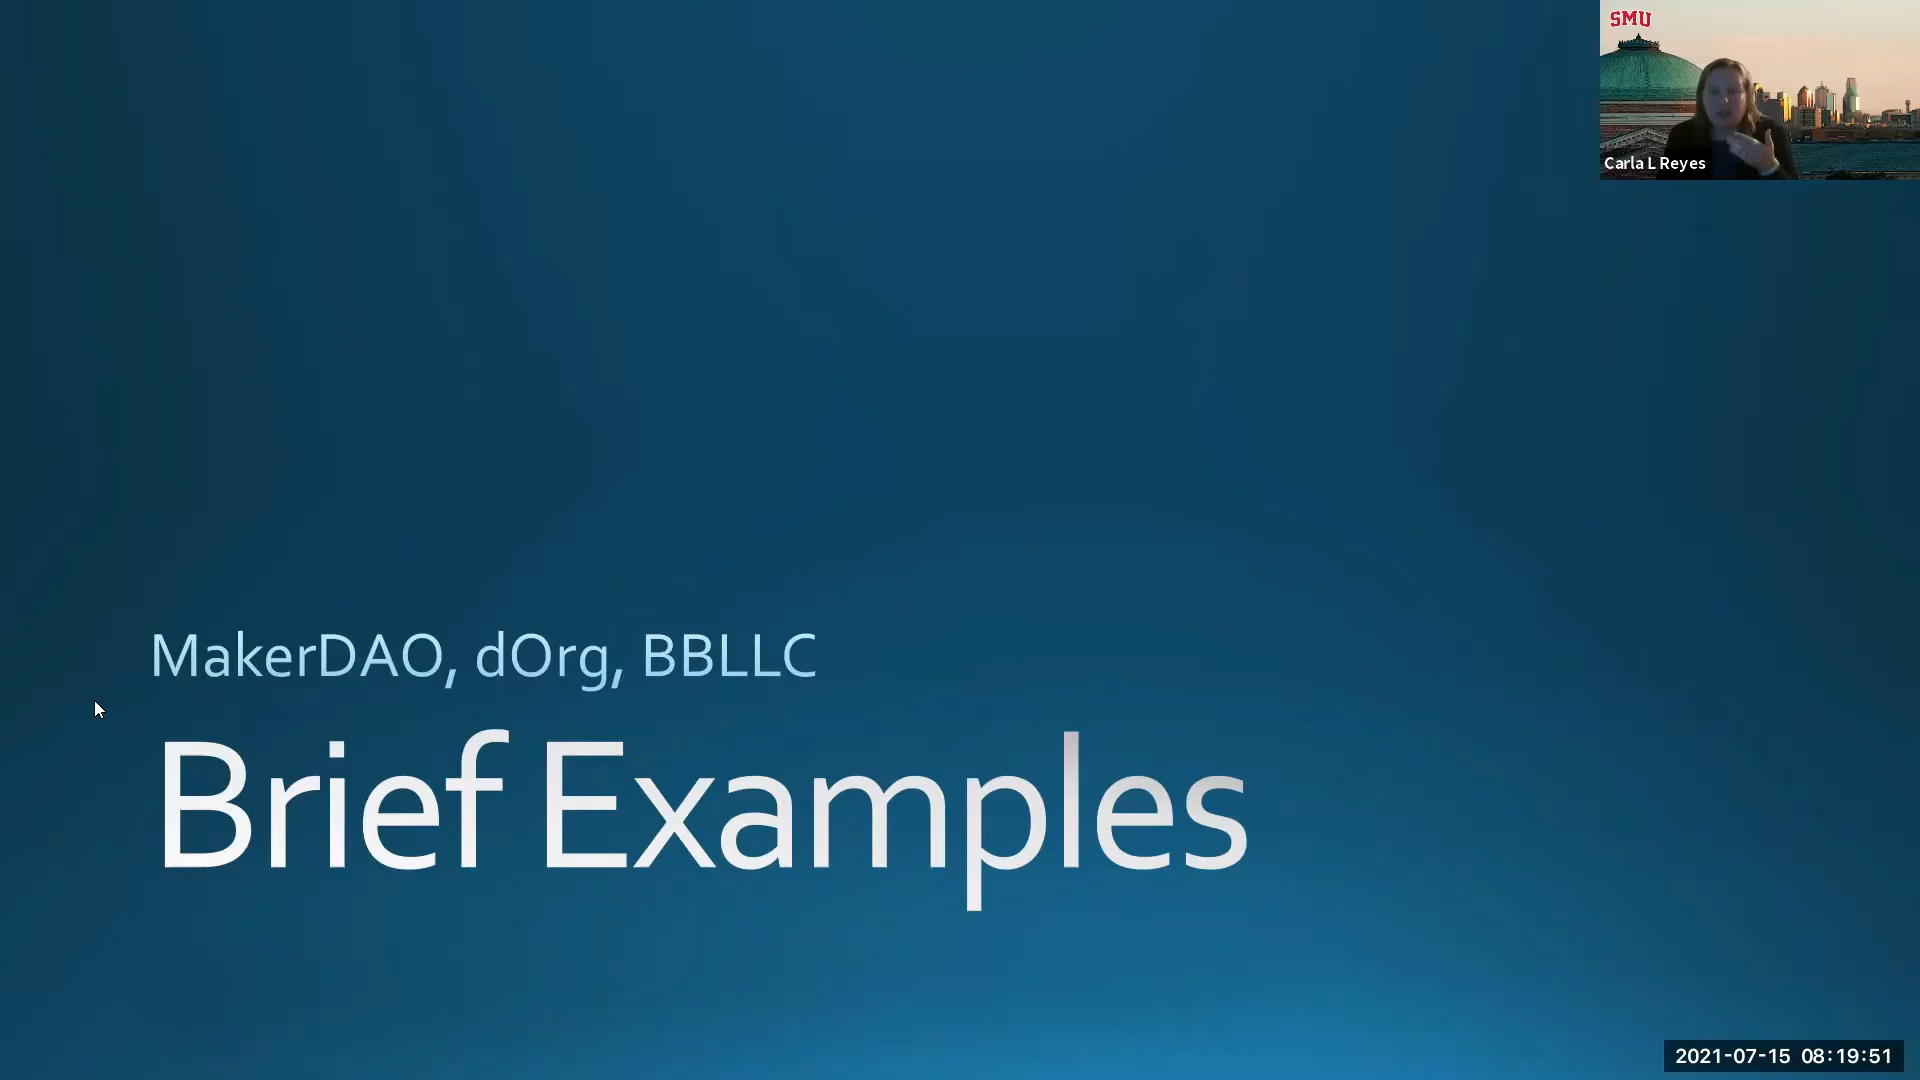 SMU
Carla L Reyes
MakerDAO, dOrg, BBLLC
Brief Examples
2021-07-15 08:19:51